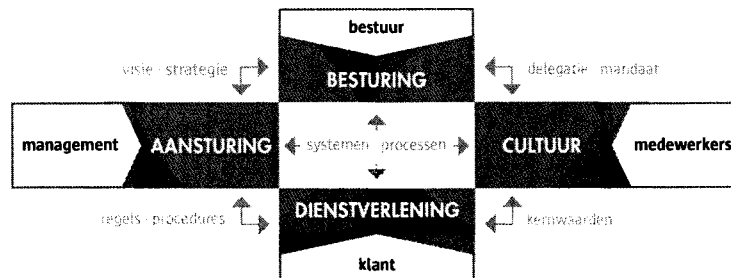 bestuur
visie - strategie
BESTURING
delegatie - mandaat
management
AANSTURING
systemen - processen
CULTUUR
medewerkers
regels - procedures
DIENSTVERLENING
kernwaarden
klant